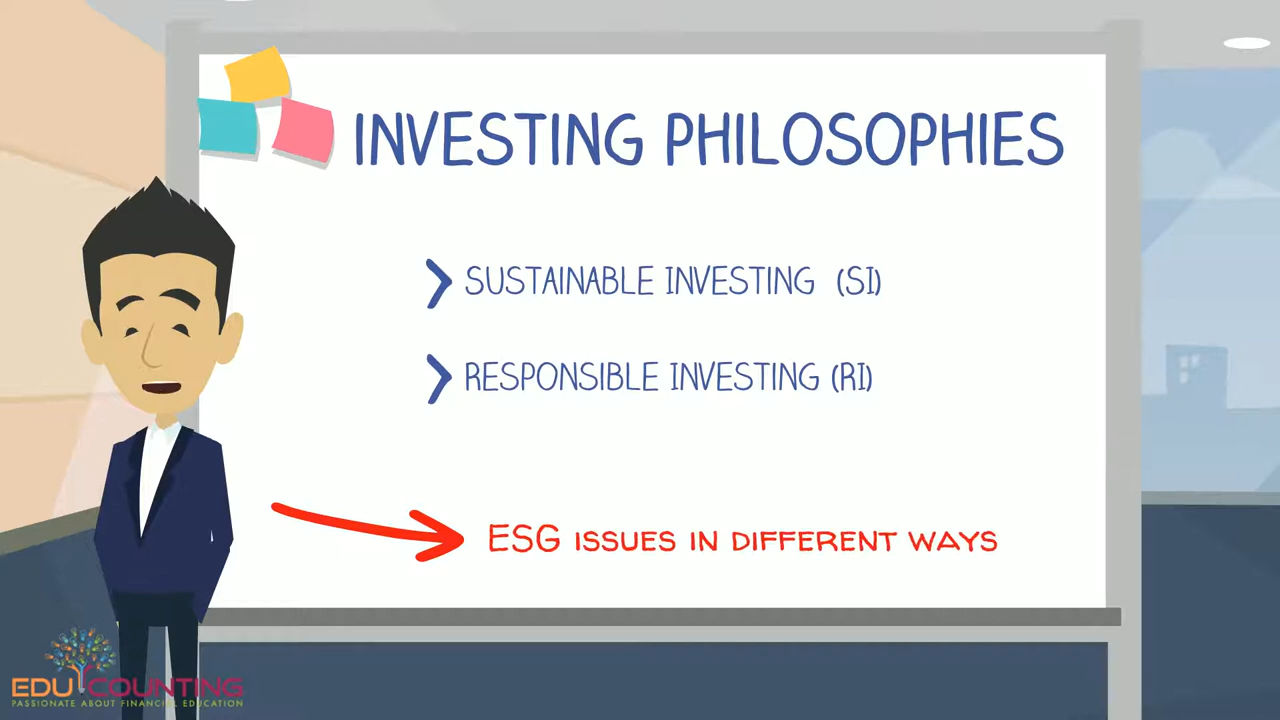 INVESTING PHILOSOPHIES
SUSTAINABLE INVESTING (SI)
RESPONSIBLE INVESTING (RI)
ESG ISSUES IN DIFFERENT WAYS
EDU COUNTING
PASSIONATE ABOUT FINANCIAL EDUCATION